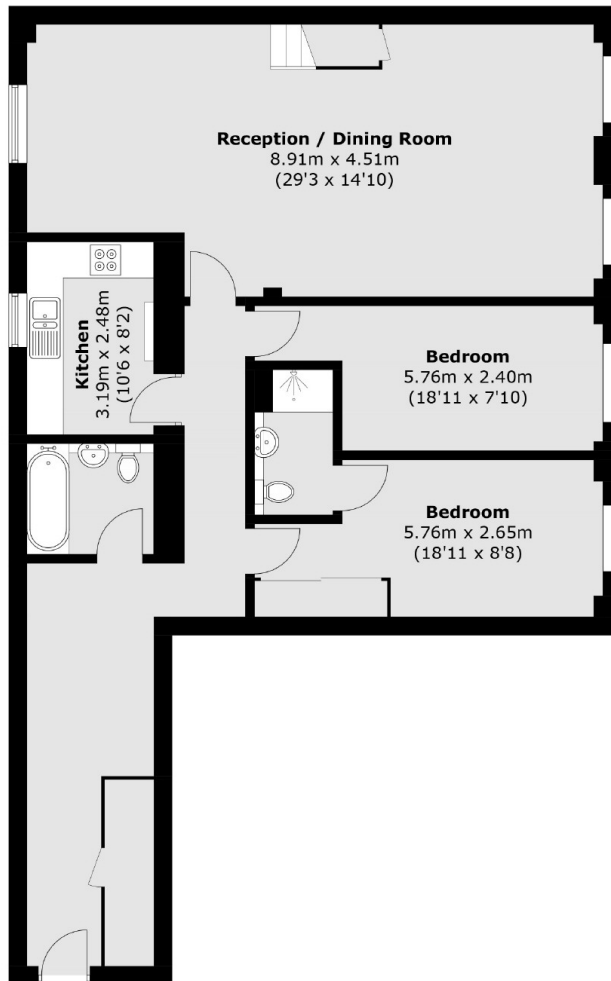 Reception / Dining Room
8.91m x 4.51m
(29'3 x 14'10)
Kitchen
3.19m x 2.48m
(10'6 x 8'2)
Bedroom
5.76m x 2.40m
(18'11 x 7'10)
Bedroom
5.76m x 2.65m
(18'11 x 8'8)